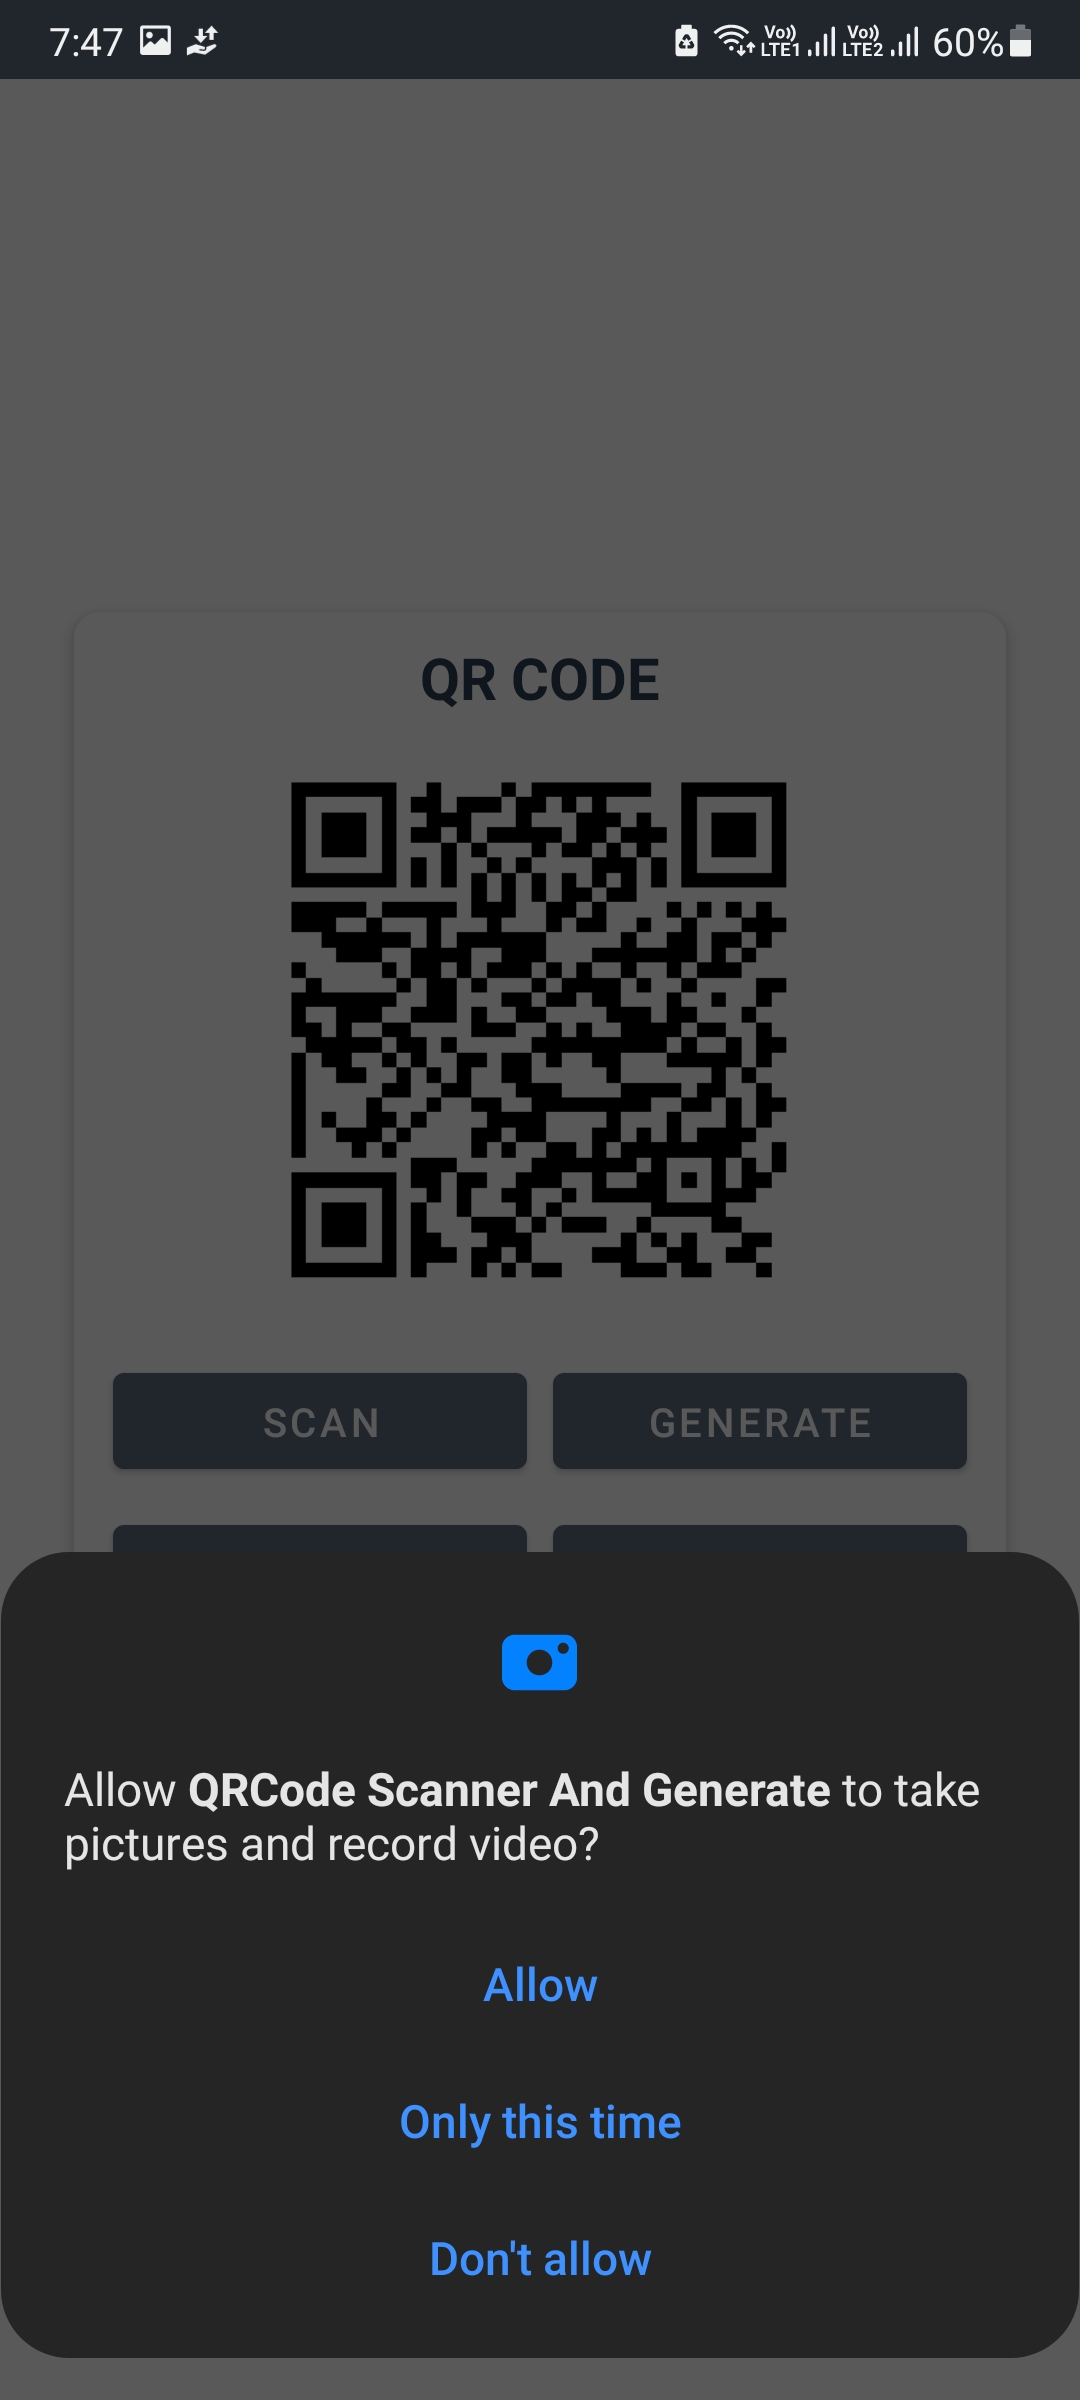 7:47 Vo)) LTE1 Vo)) LTE2 60%
QR CODE
SCAN GENERATE
Allow QRCode Scanner And Generate to take
pictures and record video?
Allow
Only this time
Don't allow